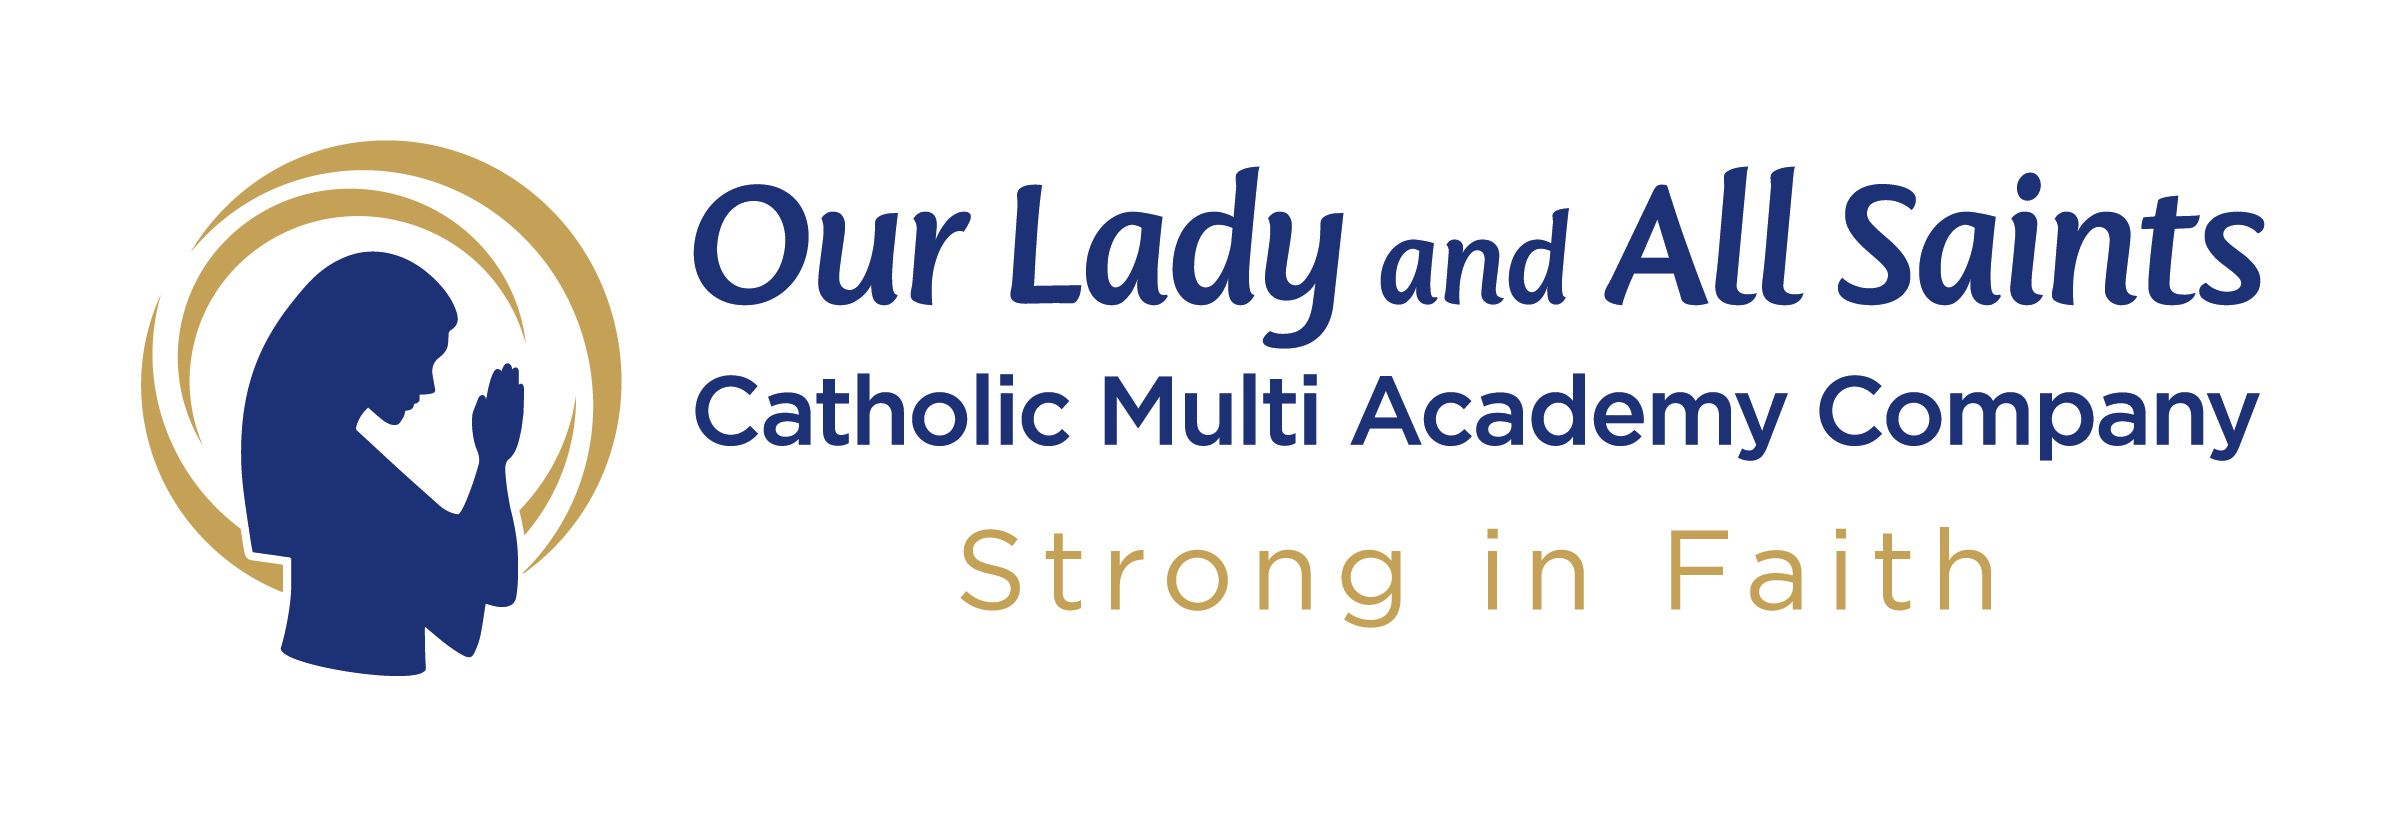 Our Lady and All Saints
Catholic Multi Academy Company
Strong in Faith